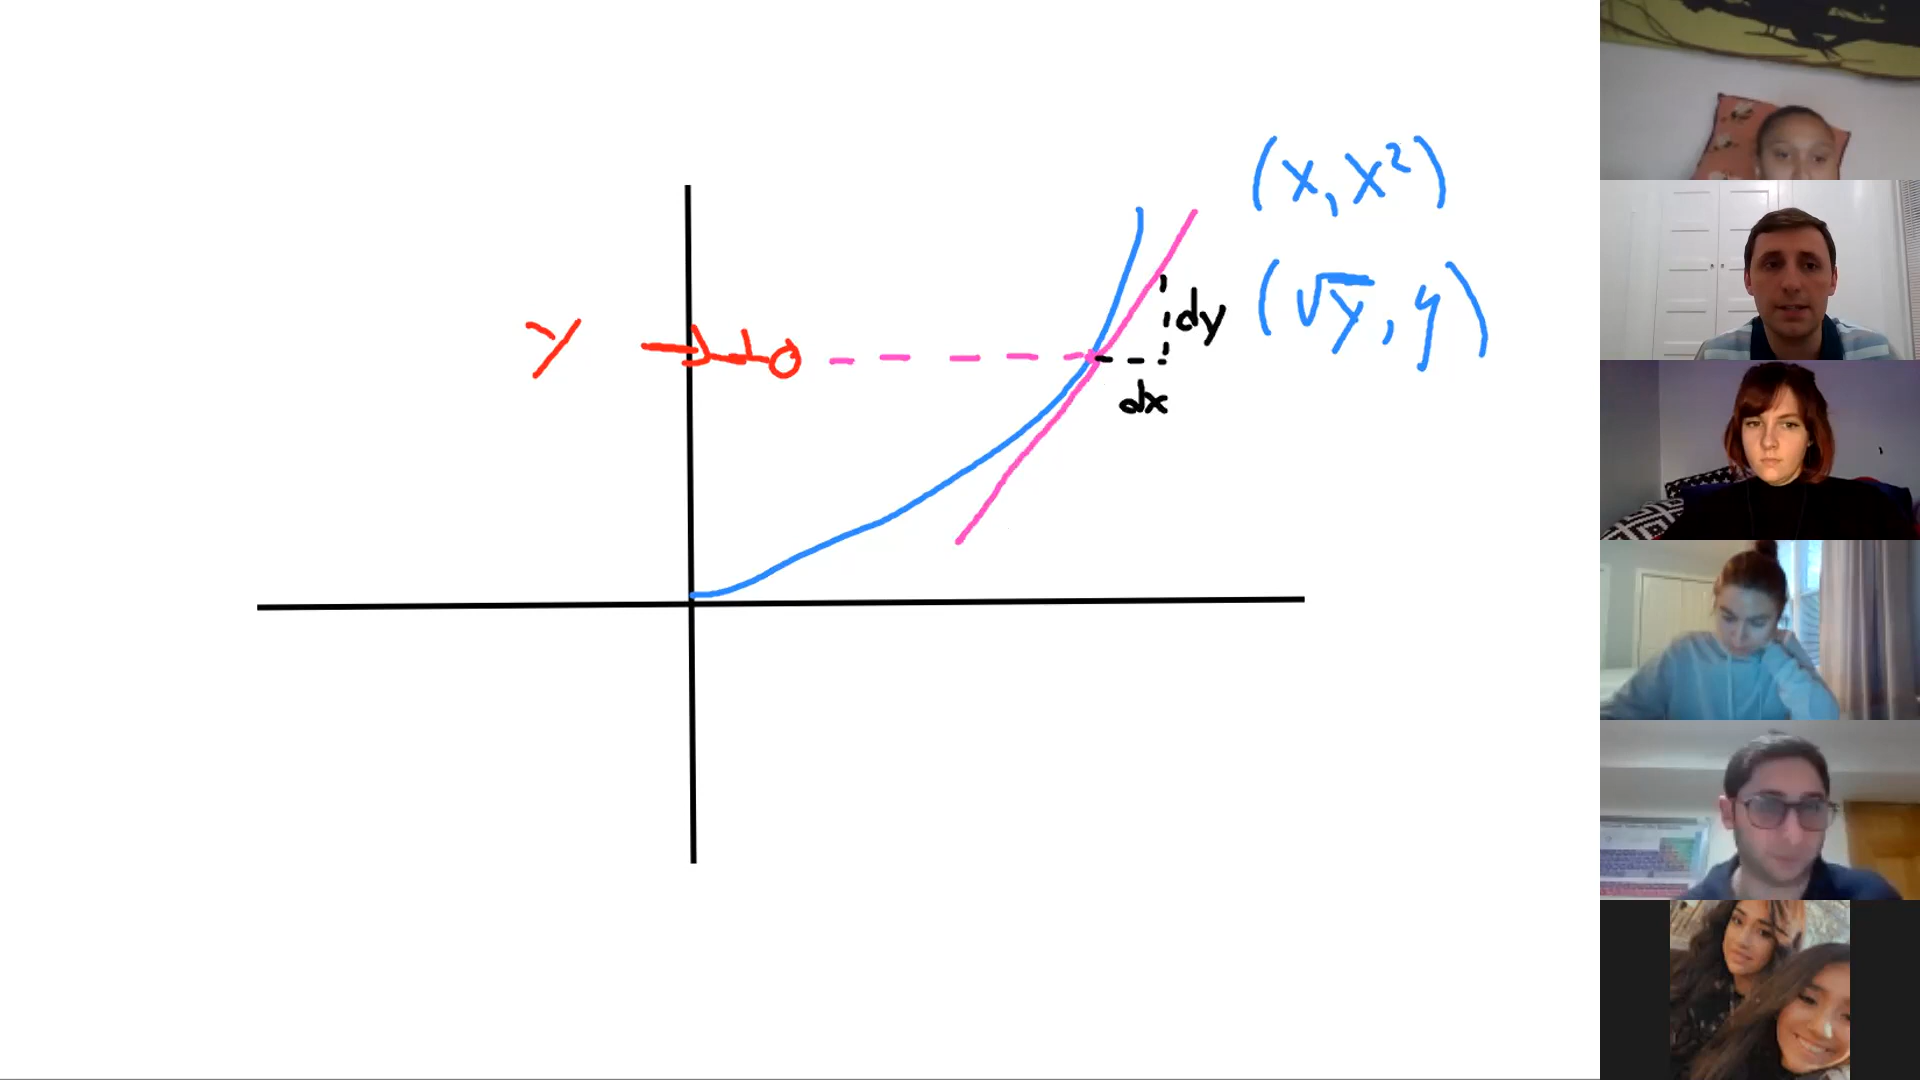 (x, x²)
(√y, y)
y
dy
dx